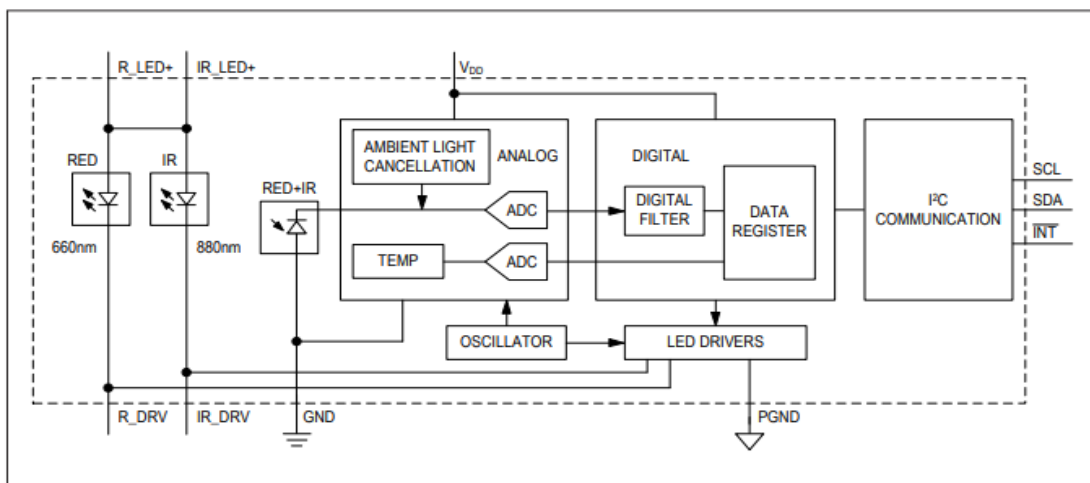 R_LED+
IR_LED+
VDD
AMBIENT LIGHT
CANCELLATION
ANALOG
DIGITAL
RED
IR
RED+IR
ADC
DIGITAL
FILTER
DATA
REGISTER
I²C
COMMUNICATION
SCL
SDA
INT
660nm
880nm
TEMP
ADC
OSCILLATOR
LED DRIVERS
R_DRV
IR_DRV
GND
PGND